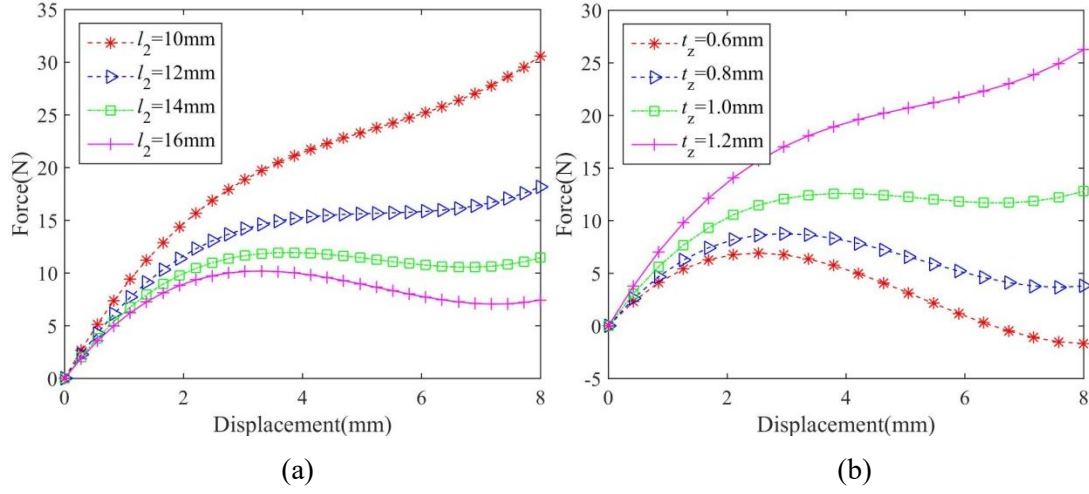 35
30
25
20
15
10
5
0
Force(N)
l2=10mm
l2=12mm
l2=14mm
l2=16mm
0 2 4 6 8
Displacement(mm)
(a)
30
25
20
15
10
5
0
-5
Force(N)
tz=0.6mm
tz=0.8mm
tz=1.0mm
tz=1.2mm
0 2 4 6 8
Displacement(mm)
(b)